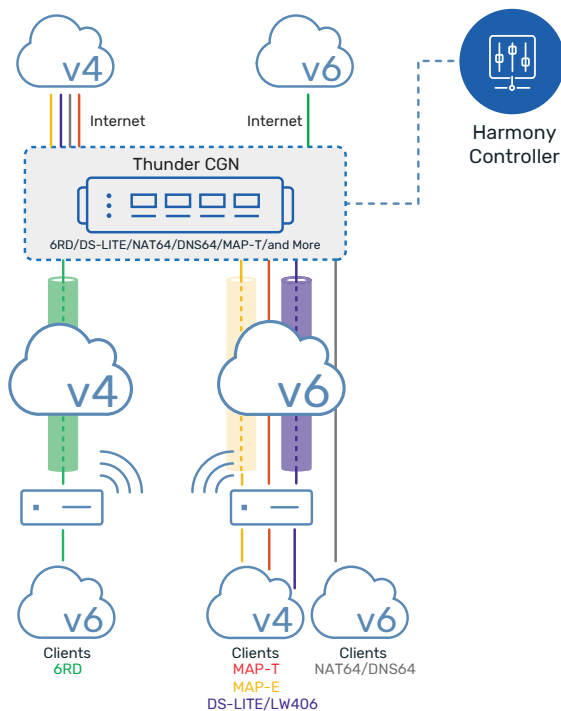 v4
v6
Internet
Internet
Harmony
Controller
Thunder CGN
6RD/DS-LITE/NAT64/DNS64/MAP-T/and More
v4
v6
v6
v4
v6
Clients
6RD
Clients
MAP-T
MAP-E
DS-LITE/LW406
Clients
NAT64/DNS64